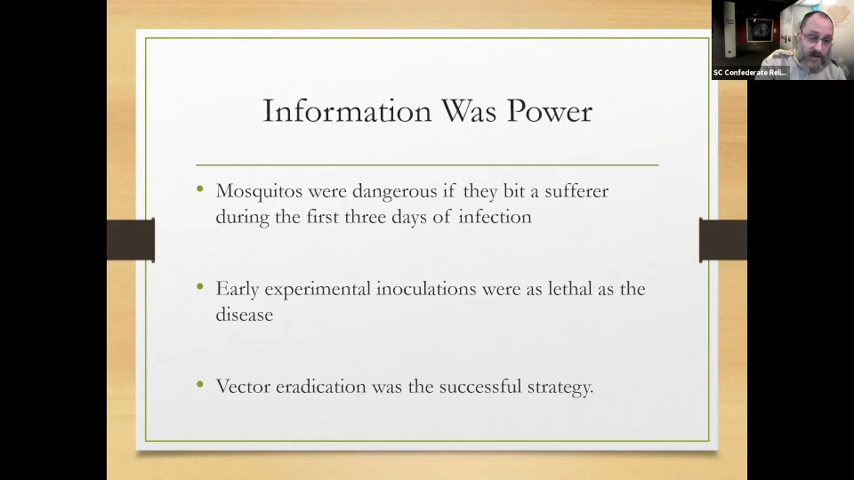 Information Was Power
• Mosquitos were dangerous if they bit a sufferer
during the first three days of infection
• Early experimental inoculations were as lethal as the
disease
• Vector eradication was the successful strategy.
SC Confederate Reli...